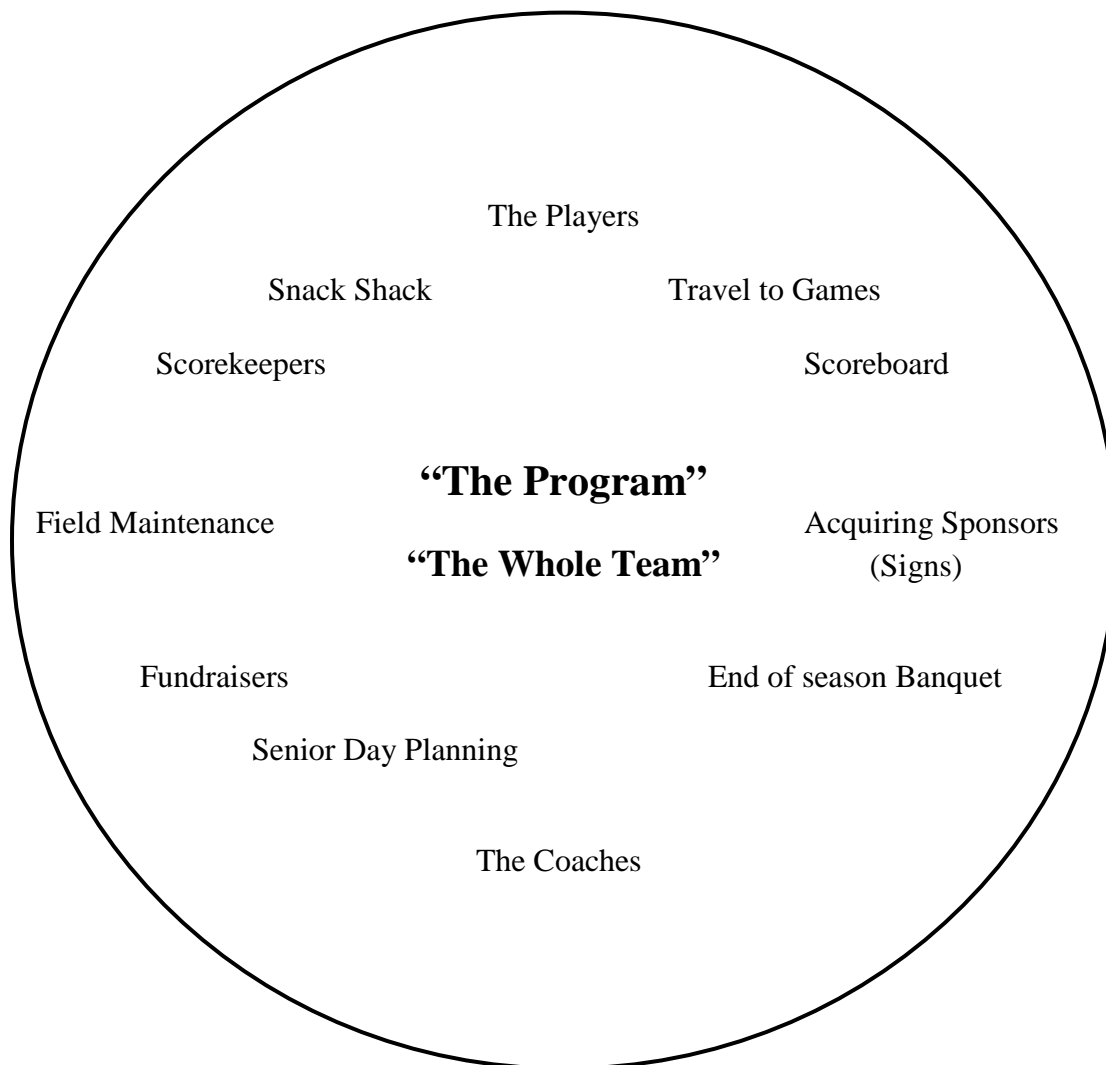 The Players
Snack Shack
Travel to Games
Scorekeepers
Scoreboard
“The Program”
Field Maintenance
Acquiring Sponsors
(Signs)
“The Whole Team”
Fundraisers
End of season Banquet
Senior Day Planning
The Coaches